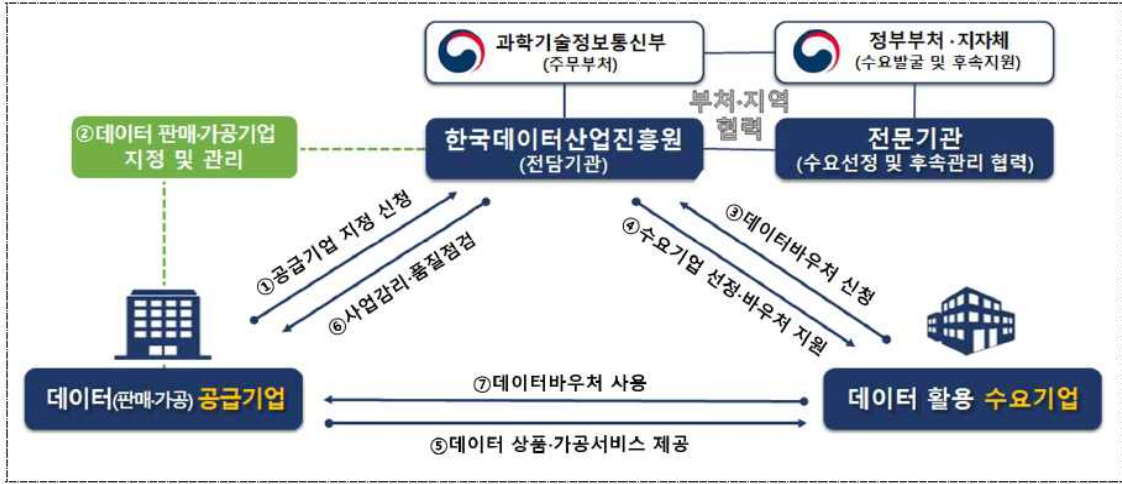 과학기술정보통신부
(주무부처)
정부부처·지자체
(수요발굴 및 후속지원)
부처·지역
협력
②데이터 판매·가공기업
지정 및 관리
한국데이터산업진흥원
(전담기관)
전문기관
(수요선정 및 후속관리 협력)
①공급기업 지정 신청
⑥사업감리·품질점검
③데이터바우처 신청
④수요기업 선정·바우처 지원
데이터(판매·가공) 공급기업
⑦데이터바우처 사용
⑤데이터 상품·가공서비스 제공
데이터 활용 수요기업